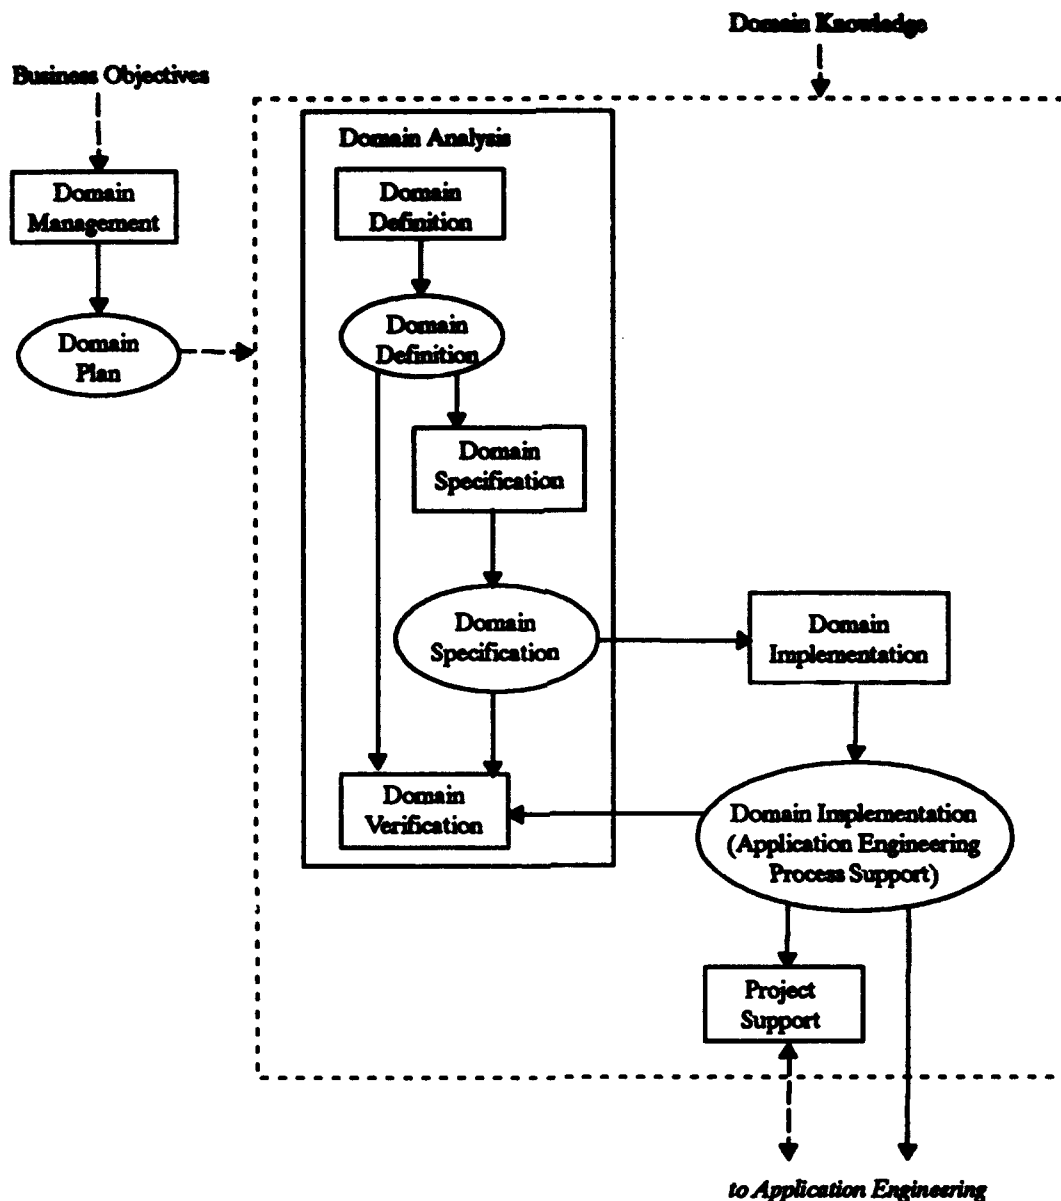 Domain Knowledge
Business Objectives
Domain Analysis
Domain
Management
Domain
Definition
Domain
Plan
Domain
Definition
Domain
Specification
Domain
Specification
Domain
Implementation
Domain
Verification
Domain Implementation
(Application Engineering
Process Support)
Project
Support
to Application Engineering